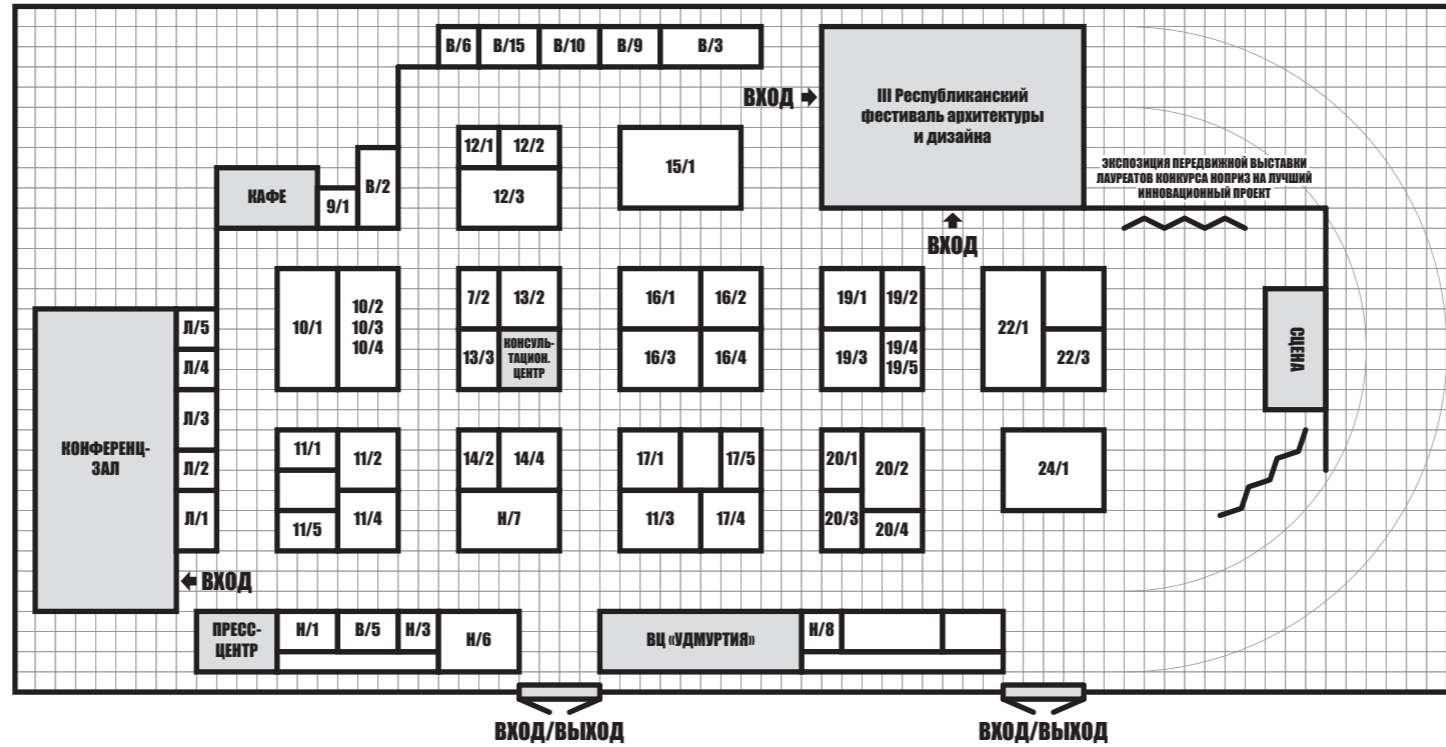 В/6
В/15
В/10
В/9
В/3
ВХОД
III Республиканский
фестиваль архитектуры
и дизайна
12/1
12/2
12/3
15/1
ЭКСПОЗИЦИЯ ПЕРЕДВИЖНОЙ ВЫСТАВКИ
ЛАУРЕАТОВ КОНКУРСА НОПРИЗ НА ЛУЧШИЙ
ИННОВАЦИОННЫЙ ПРОЕКТ
КАФЕ
9/1
В/2
ВХОД
10/1
10/2
10/3
10/4
7/2
13/2
13/3
КОНСУЛЬ-
ТАЦИОН.
ЦЕНТР
16/1
16/2
16/3
16/4
19/1
19/2
19/3
19/4
19/5
22/1
22/3
СЦЕНА
Л/5
Л/4
Л/3
Л/2
Л/1
КОНФЕРЕНЦ-
ЗАЛ
11/1
11/2
11/5
11/4
14/2
14/4
Н/7
17/1
17/5
11/3
17/4
20/1
20/2
20/3
20/4
24/1
ВХОД
ПРЕСС-
ЦЕНТР
Н/1
В/5
Н/3
Н/6
ВЦ «УДМУРТИЯ»
Н/8
ВХОД/ВЫХОД
ВХОД/ВЫХОД